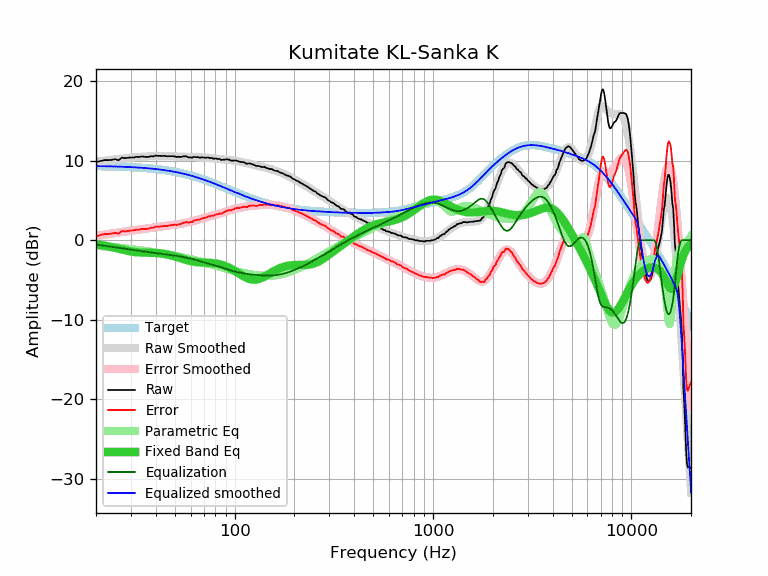 Kumitate KL-Sanka K
20
10
0
−10
−20
−30
Amplitude (dBr)
Target
Raw Smoothed
Error Smoothed
Raw
Error
Parametric Eq
Fixed Band Eq
Equalization
Equalized smoothed
100
1000
10000
Frequency (Hz)